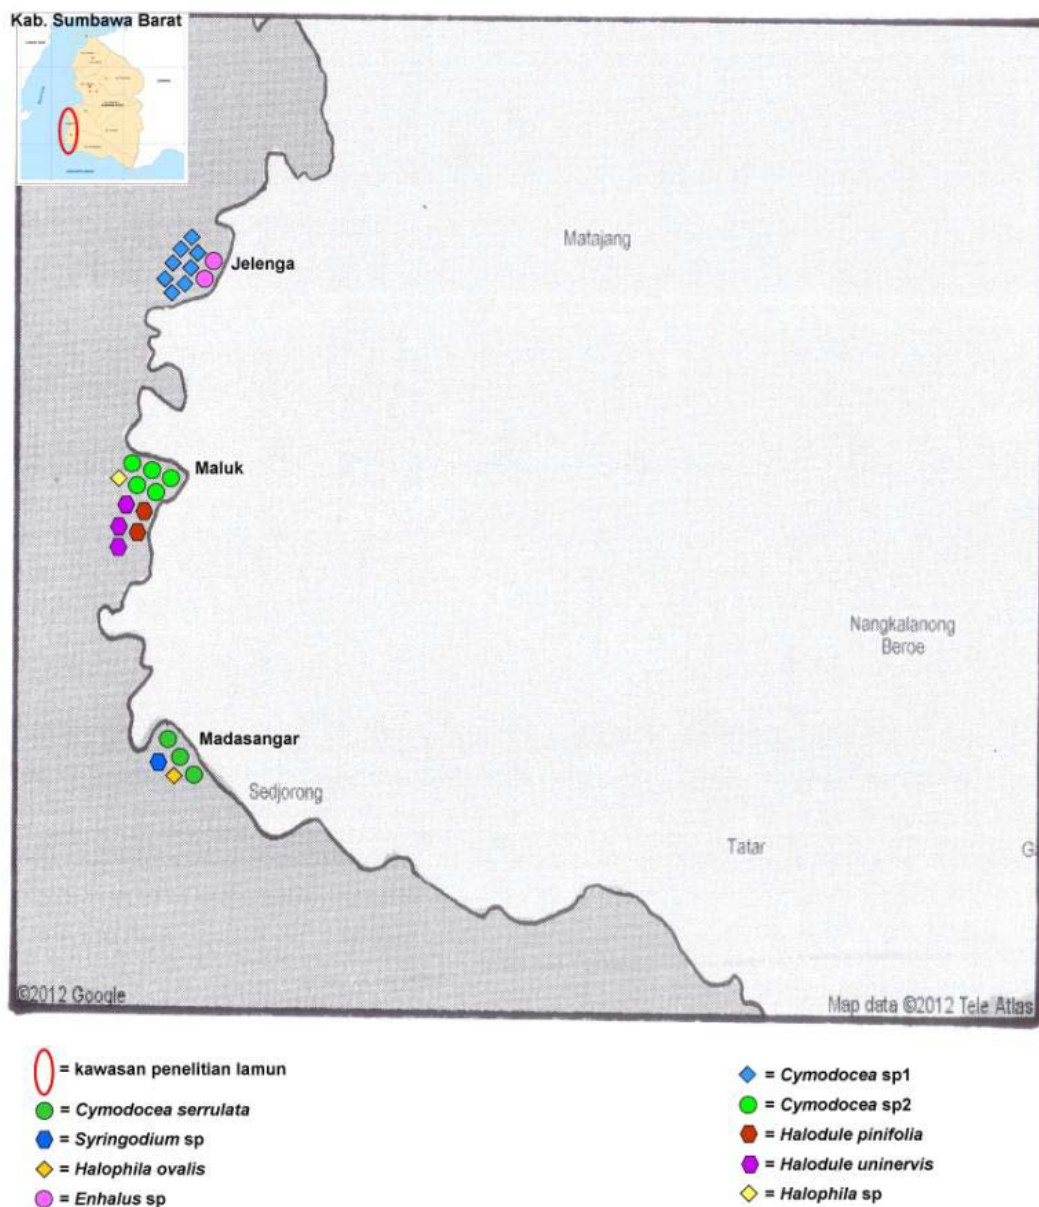 Kab. Sumbawa Barat
Matajang
Jelenga
Maluk
Nangkalanong
Beroe
Madasangar
Sedjorong
Tatar
©2012 Google
Map data ©2012 Tele Atlas
= kawasan penelitian lamun
= Cymodocea serrulata
= Syringodium sp
= Halophila ovalis
= Enhalus sp
= Cymodocea sp1
= Cymodocea sp2
= Halodule pinifolia
= Halodule uninervis
= Halophila sp